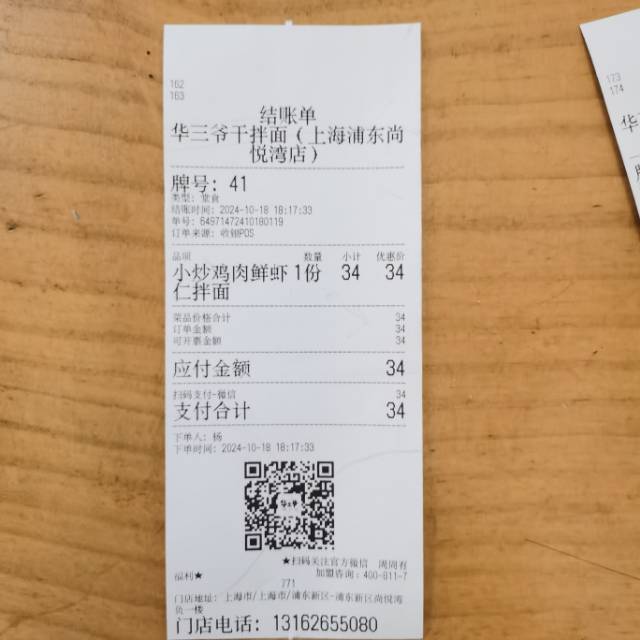 162
163
结账单
华三爷干拌面（上海浦东尚
悦湾店）
牌号: 41
类型: 堂食
结账时间: 2024-10-18 18:17:33
单号: 64971472410180119
订单来源: 收银POS
品项 数量 小计 优惠价
小炒鸡肉鲜虾 1份 34 34
仁拌面
菜品价格合计 34
订单金额 34
可开票金额 34
应付金额 34
扫码支付-微信 34
支付合计 34
下单人: 杨
下单时间: 2024-10-18 18:17:33
★扫码关注官方微信 周周有
福利★ 加盟咨询: 400-811-7
271
门店地址: 上海市/上海市/浦东新区-浦东新区尚悦湾
负一楼
门店电话: 13162655080
173
174
华